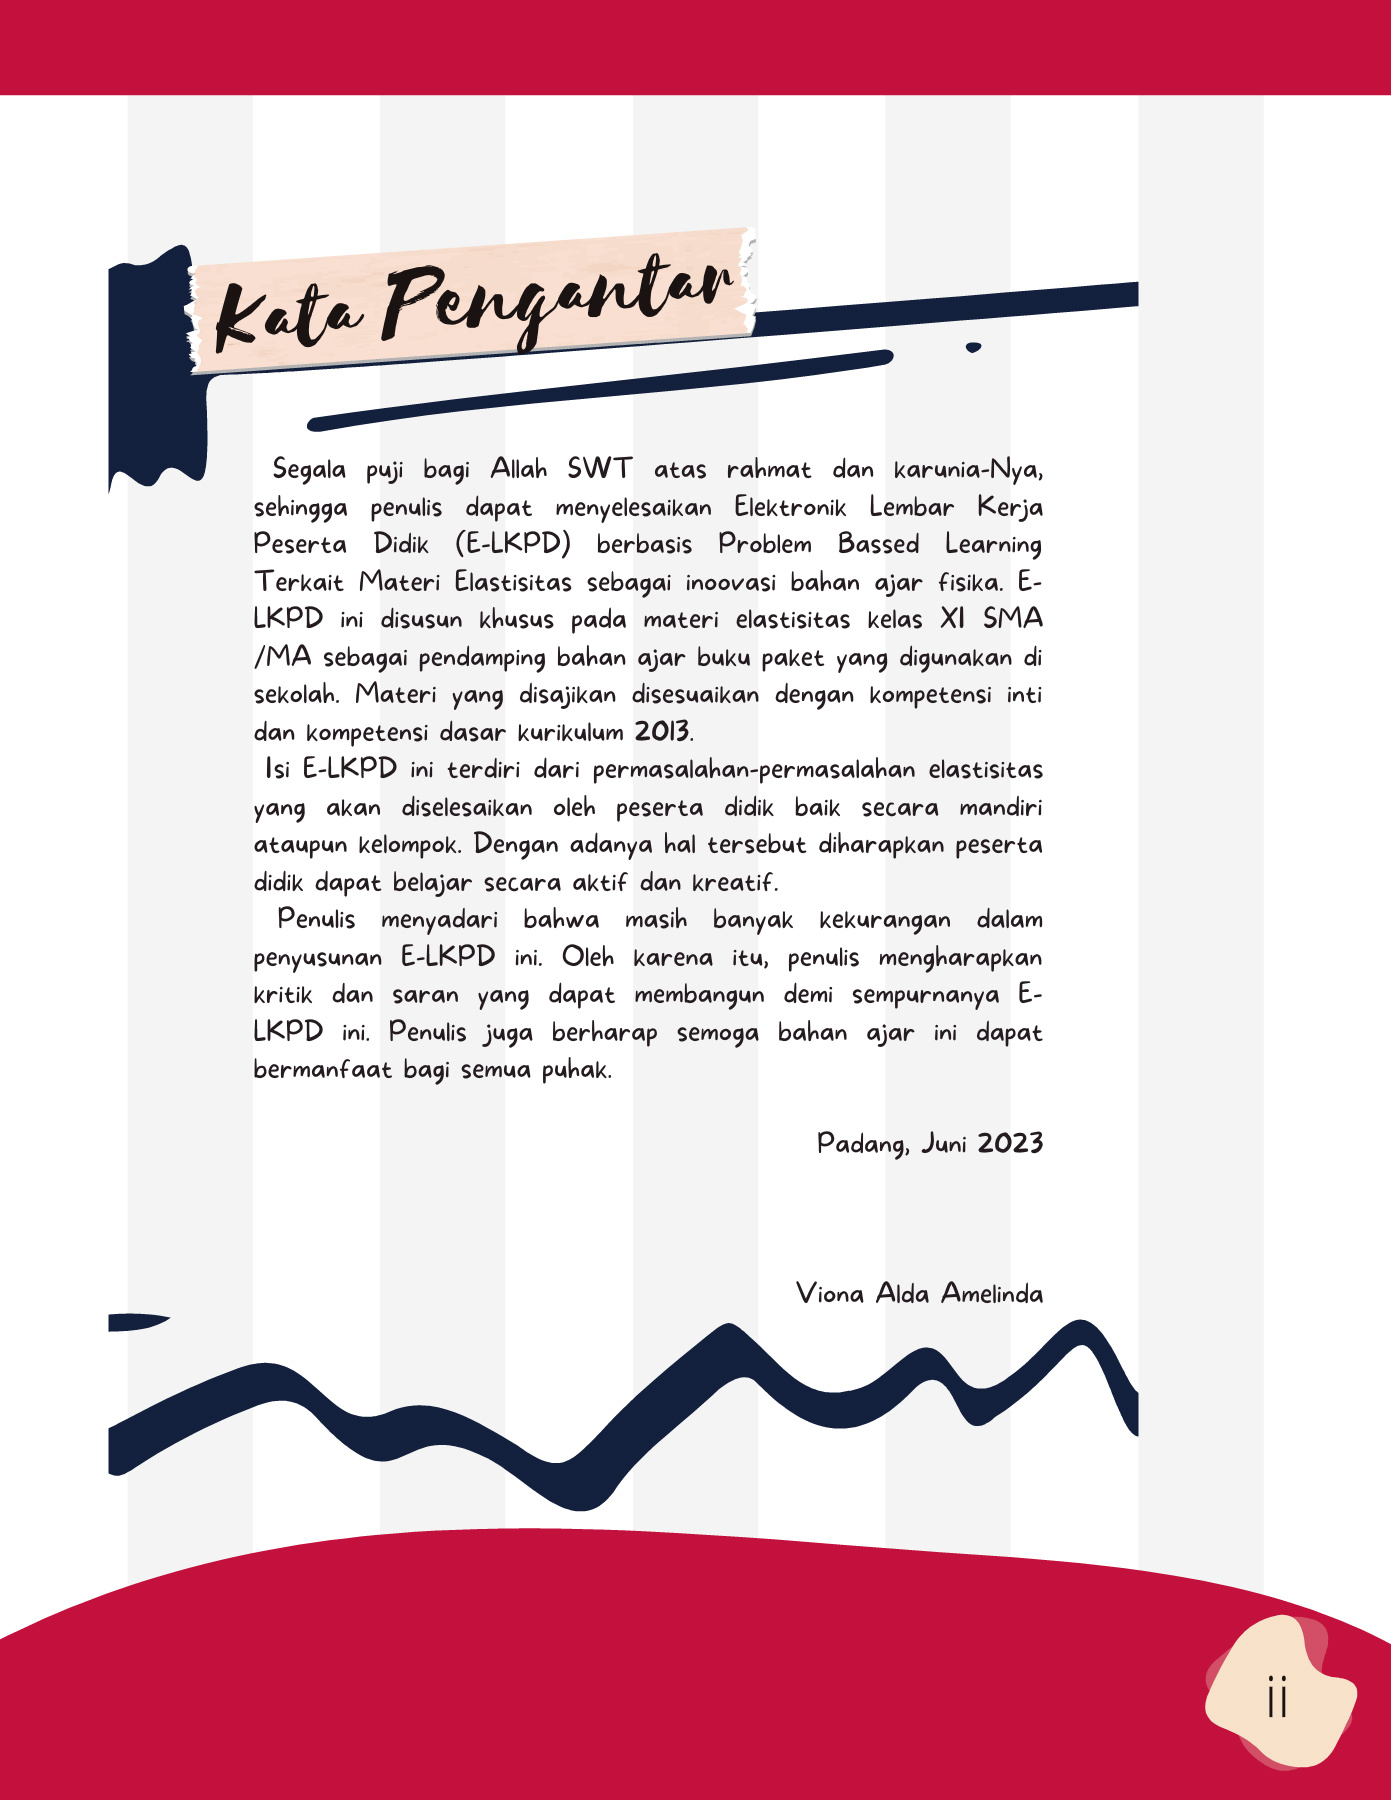 Kata Pengantar
Segala puji bagi Allah SWT atas rahmat dan karunia-Nya,
sehingga penulis dapat menyelesaikan Elektronik Lembar Kerja
Peserta Didik (E-LKPD) berbasis Problem Bassed Learning
Terkait Materi Elastisitas sebagai inoovasi bahan ajar fisika. E-
LKPD ini disusun khusus pada materi elastisitas kelas XI SMA
/MA sebagai pendamping bahan ajar buku paket yang digunakan di
sekolah. Materi yang disajikan disesuaikan dengan kompetensi inti
dan kompetensi dasar kurikulum 2013.
Isi E-LKPD ini terdiri dari permasalahan-permasalahan elastisitas
yang akan diselesaikan oleh peserta didik baik secara mandiri
ataupun kelompok. Dengan adanya hal tersebut diharapkan peserta
didik dapat belajar secara aktif dan kreatif.
Penulis menyadari bahwa masih banyak kekurangan dalam
penyusunan E-LKPD ini. Oleh karena itu, penulis mengharapkan
kritik dan saran yang dapat membangun demi sempurnanya E-
LKPD ini. Penulis juga berharap semoga bahan ajar ini dapat
bermanfaat bagi semua puhak.
Padang, Juni 2023
Viona Alda Amelinda
ii